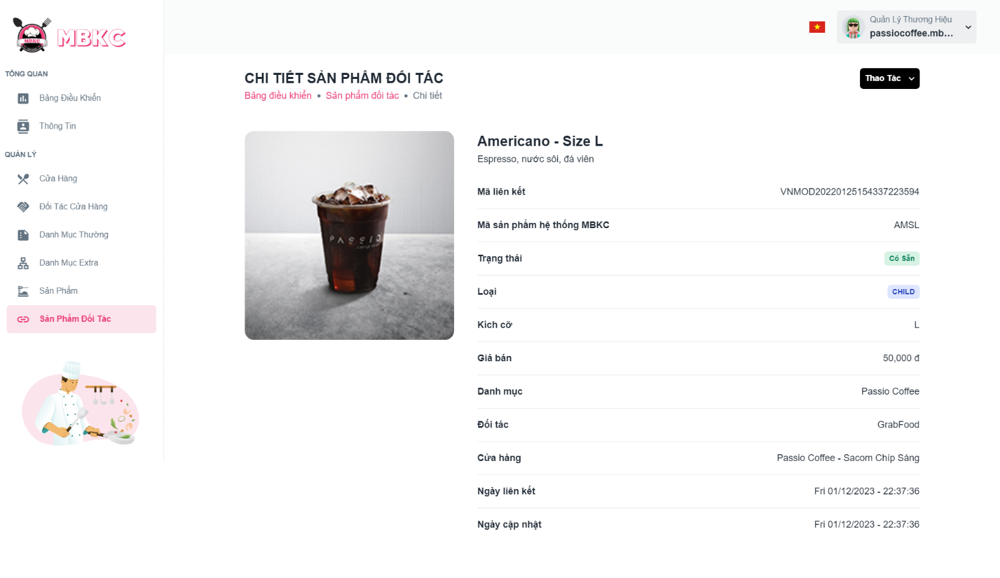 MBKC
MBKC
Quản Lý Thương Hiệu
passiocoffee.mb...
TỔNG QUAN
Bảng Điều Khiển
Thông Tin
QUẢN LÝ
Cửa Hàng
Đối Tác Cửa Hàng
Danh Mục Thường
Danh Mục Extra
Sản Phẩm
Sản Phẩm Đối Tác
CHI TIẾT SẢN PHẨM ĐỐI TÁC
Thao Tác
Bảng điều khiển • Sản phẩm đối tác • Chi tiết
PASSIO
Americano - Size L
Espresso, nước sôi, đá viên
Mã liên kết VNMOD20220125154337223594
Mã sản phẩm hệ thống MBKC AMSL
Trạng thái Có Sẵn
Loại CHILD
Kích cỡ L
Giá bán 50,000 đ
Danh mục Passio Coffee
Đối tác GrabFood
Cửa hàng Passio Coffee - Sacom Chíp Sáng
Ngày liên kết Fri 01/12/2023 - 22:37:36
Ngày cập nhật Fri 01/12/2023 - 22:37:36